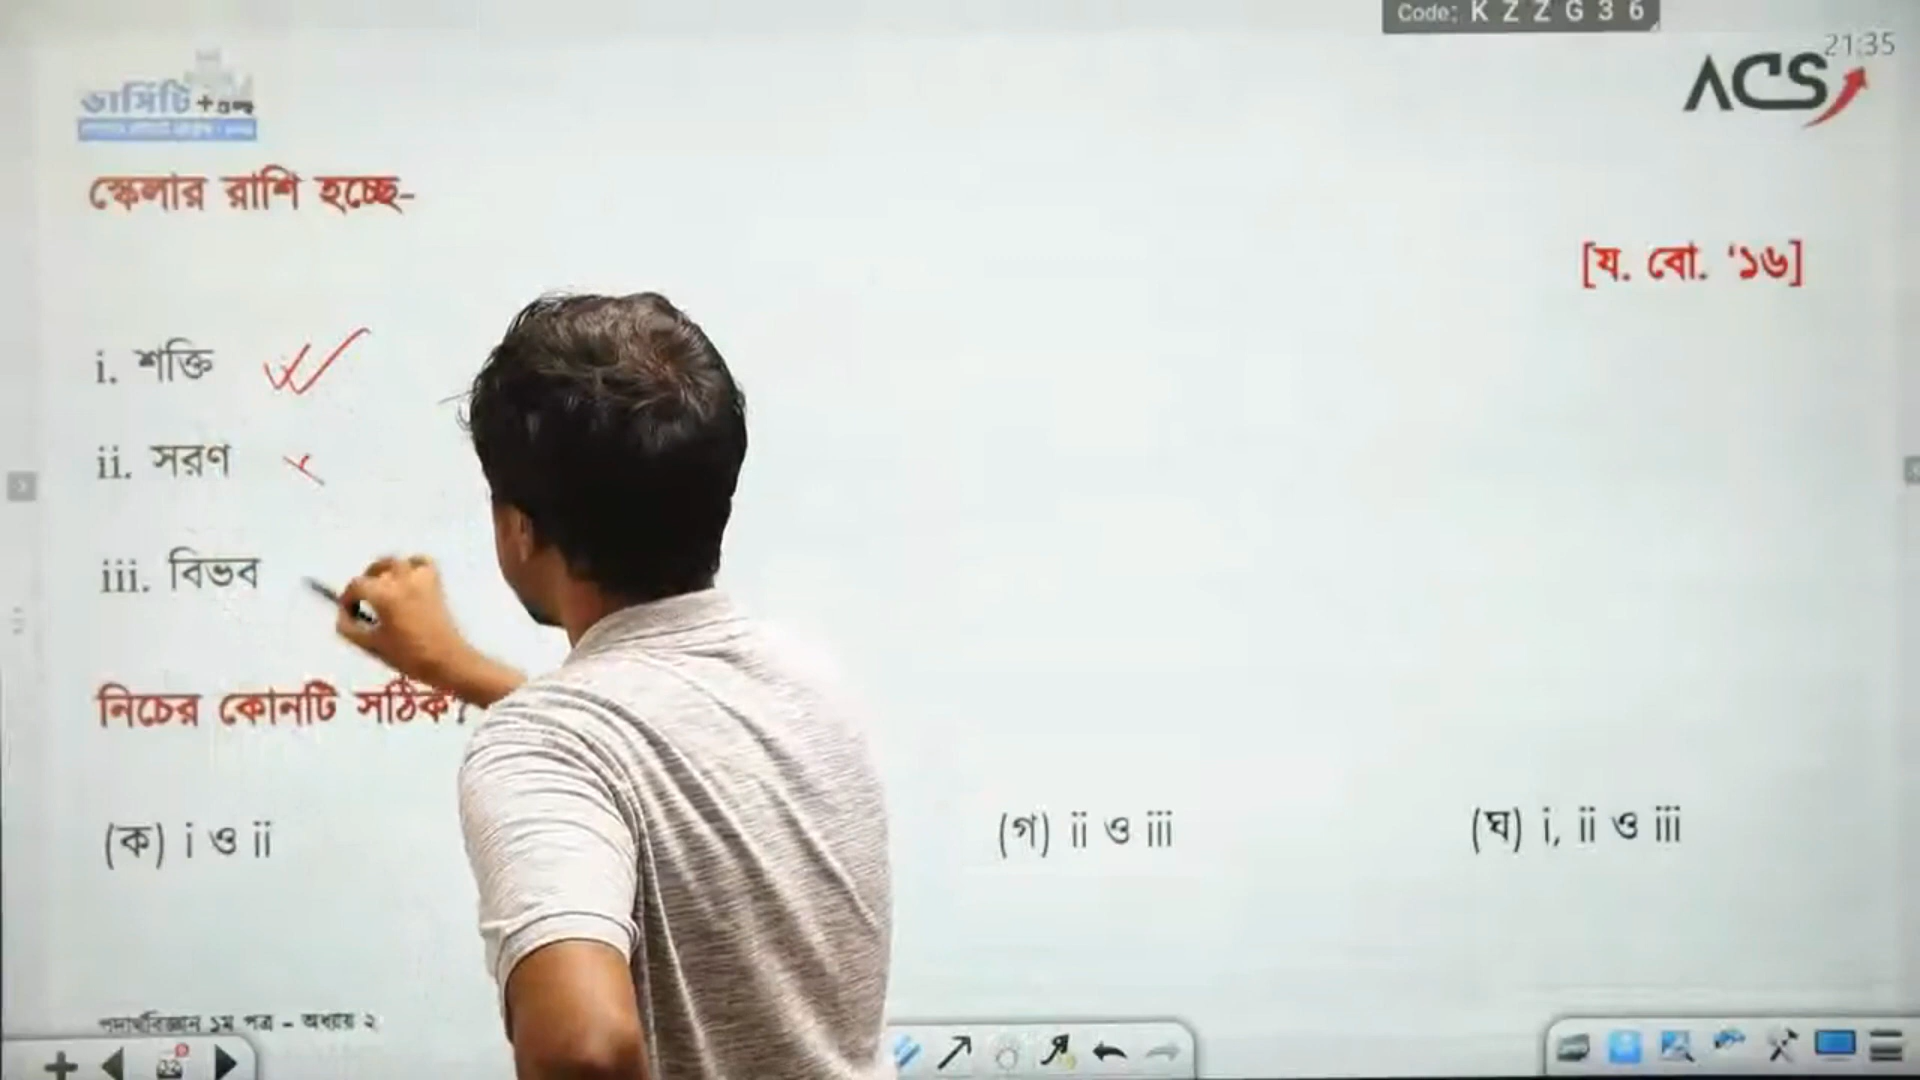 Code: K Z Z G 3 6
21:35
ভার্সিটি +
ACS
স্কেলার রাশি হচ্ছে-
[য. বো. '১৬]
i. শক্তি
ii. সরণ
iii. বিভব
নিচের কোনটি সঠিক?
(ক) i ও ii
(গ) ii ও iii
(ঘ) i, ii ও iii
পদার্থবিজ্ঞান ১ম পত্র - অধ্যায় ২